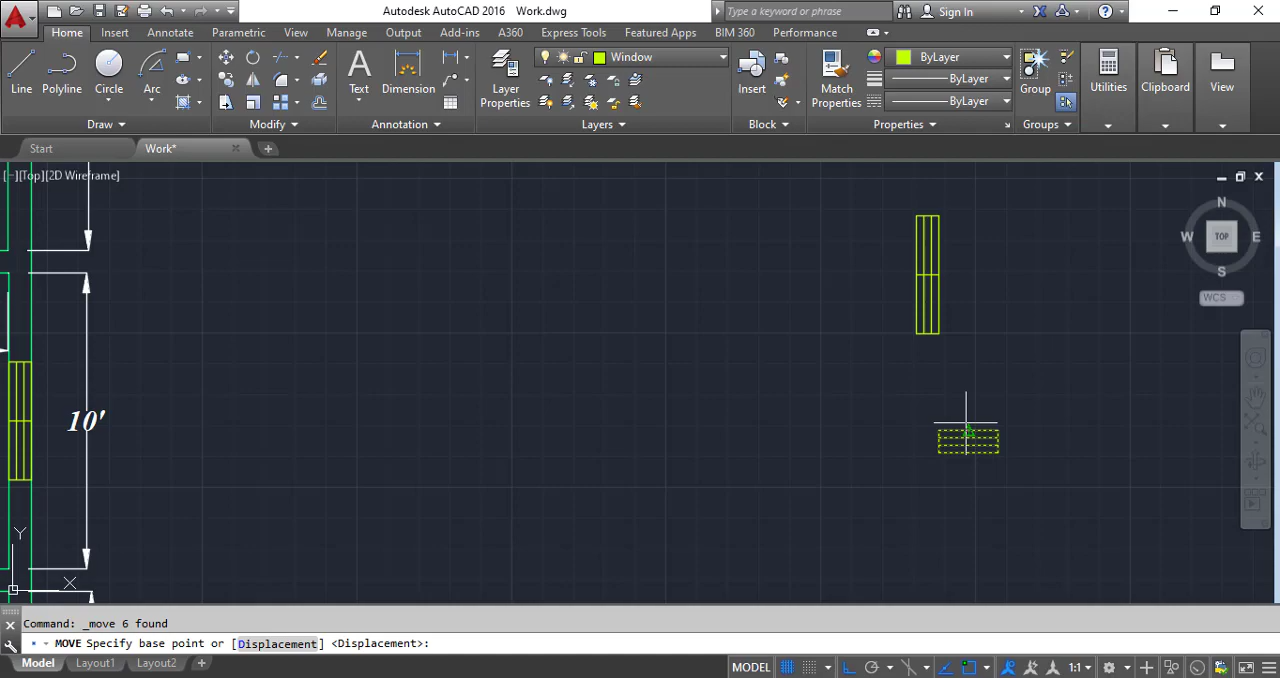 Autodesk AutoCAD 2016 Work.dwg
Type a keyword or phrase
Sign In
Home Insert Annotate Parametric View Manage Output Add-ins A360 Express Tools Featured Apps BIM 360 Performance
Window
ByLayer
ByLayer
ByLayer
Line Polyline Circle Arc
Text Dimension
Layer Properties
Insert
Match Properties
Group
Utilities
Clipboard
View
Draw Modify Annotation Layers Block Properties Groups
Start Work*
[−][Top][2D Wireframe]
N
W TOP E
S
WCS
10'
Y
X
Command: _move 6 found
MOVE Specify base point or [Displacement] <Displacement>:
Model Layout1 Layout2 +
MODEL 1:1